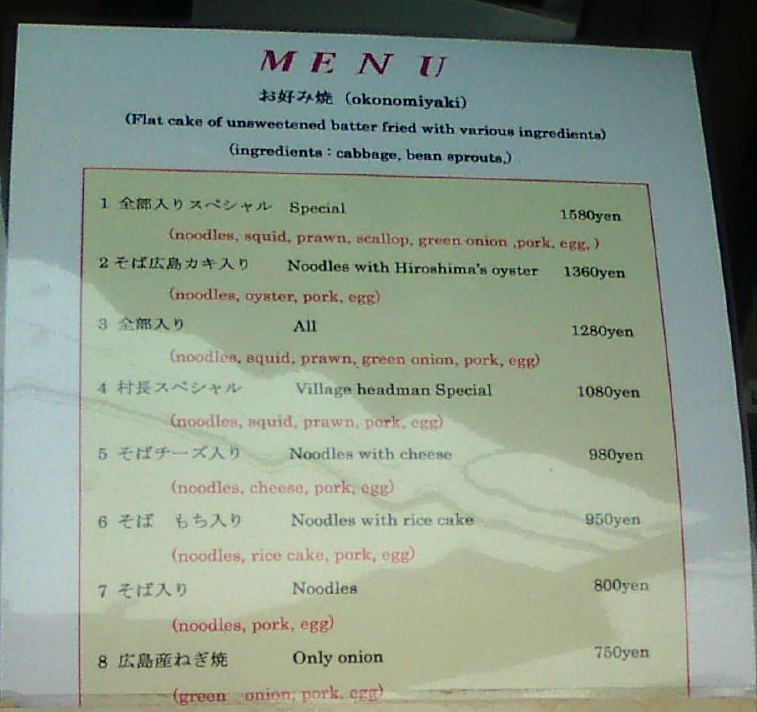 MENU
お好み焼 (okonomiyaki)
(Flat cake of unsweetened batter fried with various ingredients)
(ingredients : cabbage, bean sprouts,)
1 全部入りスペシャル Special 1580yen
(noodles, squid, prawn, scallop, green onion ,pork, egg, )
2 そば広島カキ入り Noodles with Hiroshima's oyster 1360yen
(noodles, oyster, pork, egg)
3 全部入り All 1280yen
(noodles, squid, prawn, green onion, pork, egg)
4 村長スペシャル Village headman Special 1080yen
(noodles, squid, prawn, pork, egg)
5 そばチーズ入り Noodles with cheese 980yen
(noodles, cheese, pork, egg)
6 そば もち入り Noodles with rice cake 950yen
(noodles, rice cake, pork, egg)
7 そば入り Noodles 800yen
(noodles, pork, egg)
8 広島産ねぎ焼 Only onion 750yen
(green onion, pork, egg)